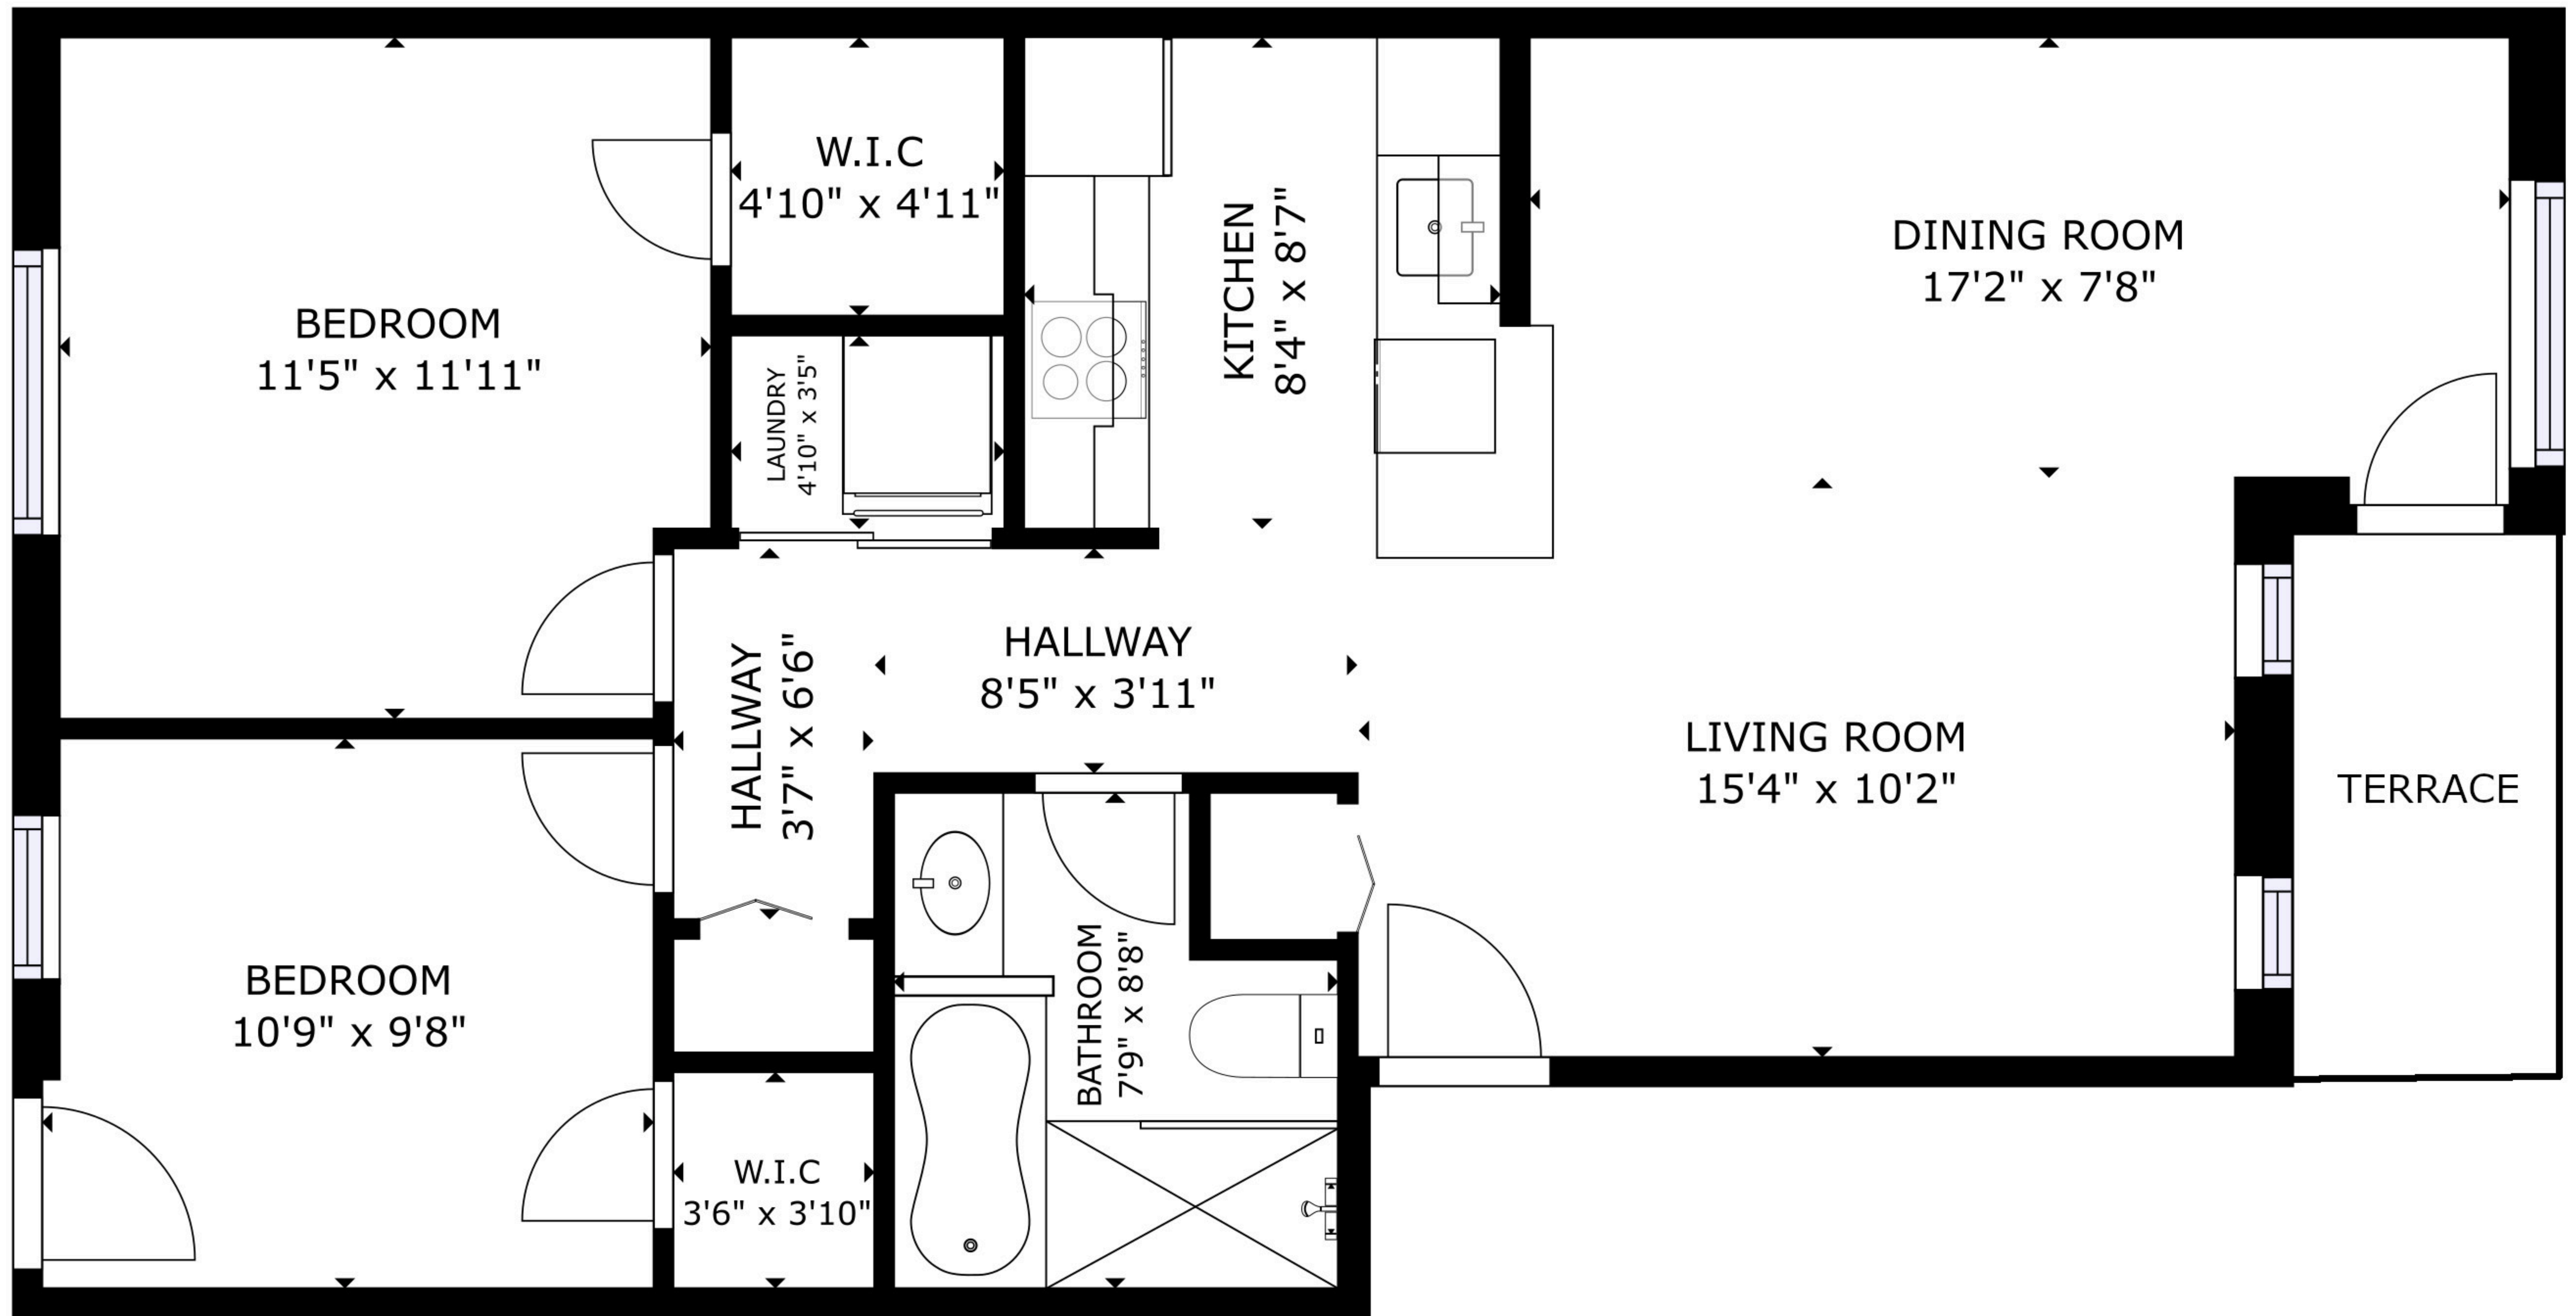 BEDROOM
11'5" x 11'11"
W.I.C
4'10" x 4'11"
LAUNDRY
4'10" x 3'5"
KITCHEN
8'4" x 8'7"
DINING ROOM
17'2" x 7'8"
HALLWAY
3'7" x 6'6"
HALLWAY
8'5" x 3'11"
LIVING ROOM
15'4" x 10'2"
TERRACE
BEDROOM
10'9" x 9'8"
W.I.C
3'6" x 3'10"
BATHROOM
7'9" x 8'8"